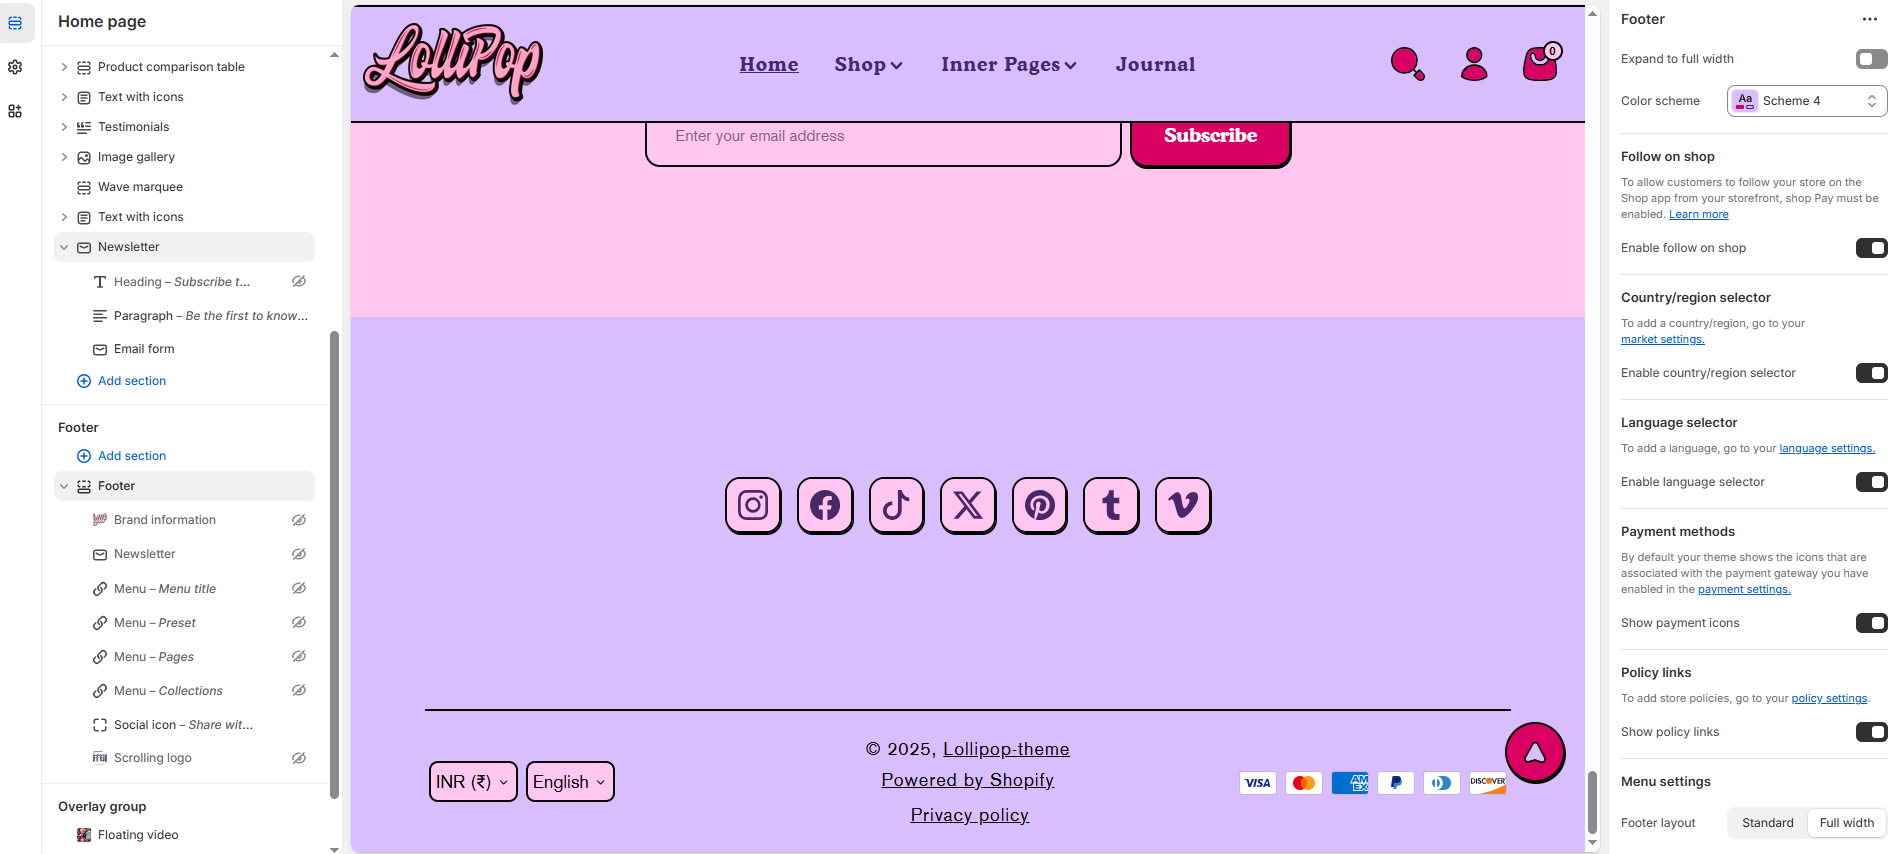 Home page
Product comparison table
Text with icons
Testimonials
Image gallery
Wave marquee
Text with icons
Newsletter
Heading – Subscribe t...
Paragraph – Be the first to know...
Email form
Add section
Footer
Add section
Footer
Brand information
Newsletter
Menu – Menu title
Menu – Preset
Menu – Pages
Menu – Collections
Social icon – Share wit...
Scrolling logo
Overlay group
Floating video
LolliPop
Home
Shop
Inner Pages
Journal
0
Enter your email address
Subscribe
INR (₹)
English
© 2025, Lollipop-theme
Powered by Shopify
Privacy policy
VISA
AM
EX
DISCOVER
Footer
Expand to full width
Color scheme
Aa
Scheme 4
Follow on shop
To allow customers to follow your store on the
Shop app from your storefront, shop Pay must be
enabled. Learn more
Enable follow on shop
Country/region selector
To add a country/region, go to your
market settings.
Enable country/region selector
Language selector
To add a language, go to your language settings.
Enable language selector
Payment methods
By default your theme shows the icons that are
associated with the payment gateway you have
enabled in the payment settings.
Show payment icons
Policy links
To add store policies, go to your policy settings.
Show policy links
Menu settings
Footer layout
Standard
Full width